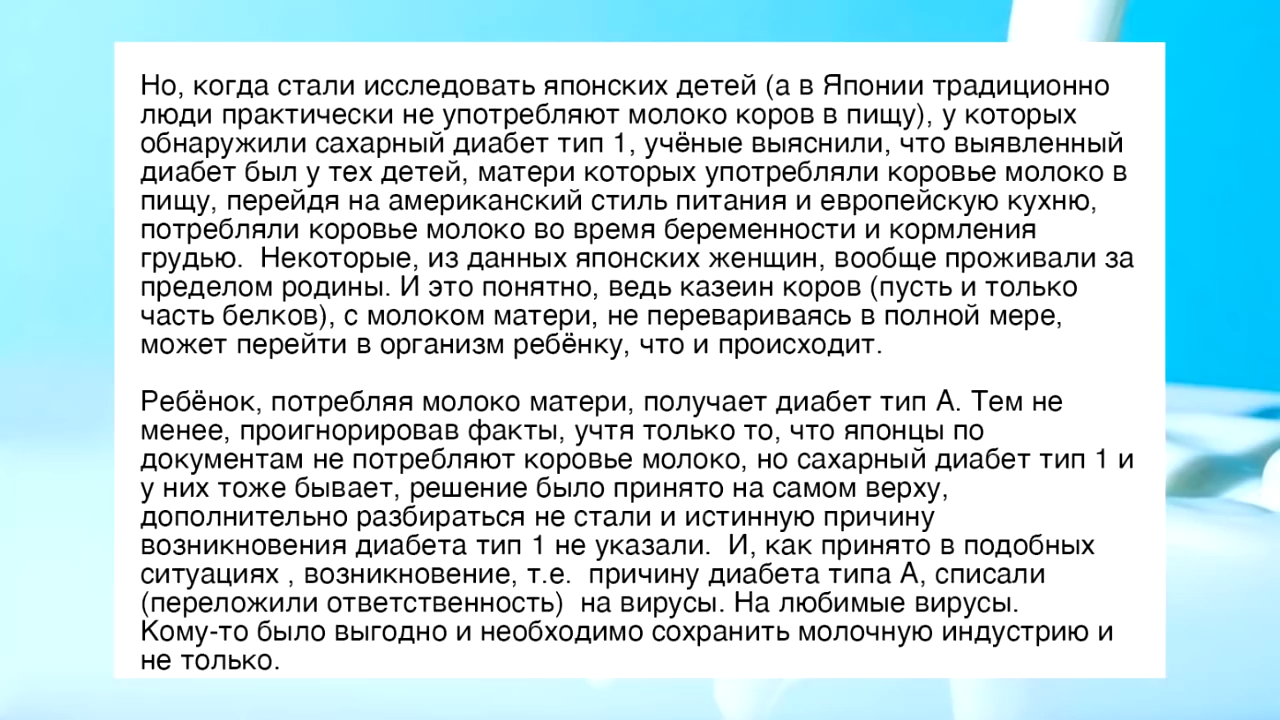 Но, когда стали исследовать японских детей (а в Японии традиционно
люди практически не употребляют молоко коров в пищу), у которых
обнаружили сахарный диабет тип 1, учёные выяснили, что выявленный
диабет был у тех детей, матери которых употребляли коровье молоко в
пищу, перейдя на американский стиль питания и европейскую кухню,
потребляли коровье молоко во время беременности и кормления
грудью.  Некоторые, из данных японских женщин, вообще проживали за
пределом родины. И это понятно, ведь казеин коров (пусть и только
часть белков), с молоком матери, не перевариваясь в полной мере,
может перейти в организм ребёнку, что и происходит.

Ребёнок, потребляя молоко матери, получает диабет тип А. Тем не
менее, проигнорировав факты, учтя только то, что японцы по
документам не потребляют коровье молоко, но сахарный диабет тип 1 и
у них тоже бывает, решение было принято на самом верху,
дополнительно разбираться не стали и истинную причину
возникновения диабета тип 1 не указали.  И, как принято в подобных
ситуациях , возникновение, т.е.  причину диабета типа А, списали
(переложили ответственность)  на вирусы. На любимые вирусы.
Кому-то было выгодно и необходимо сохранить молочную индустрию и
не только.